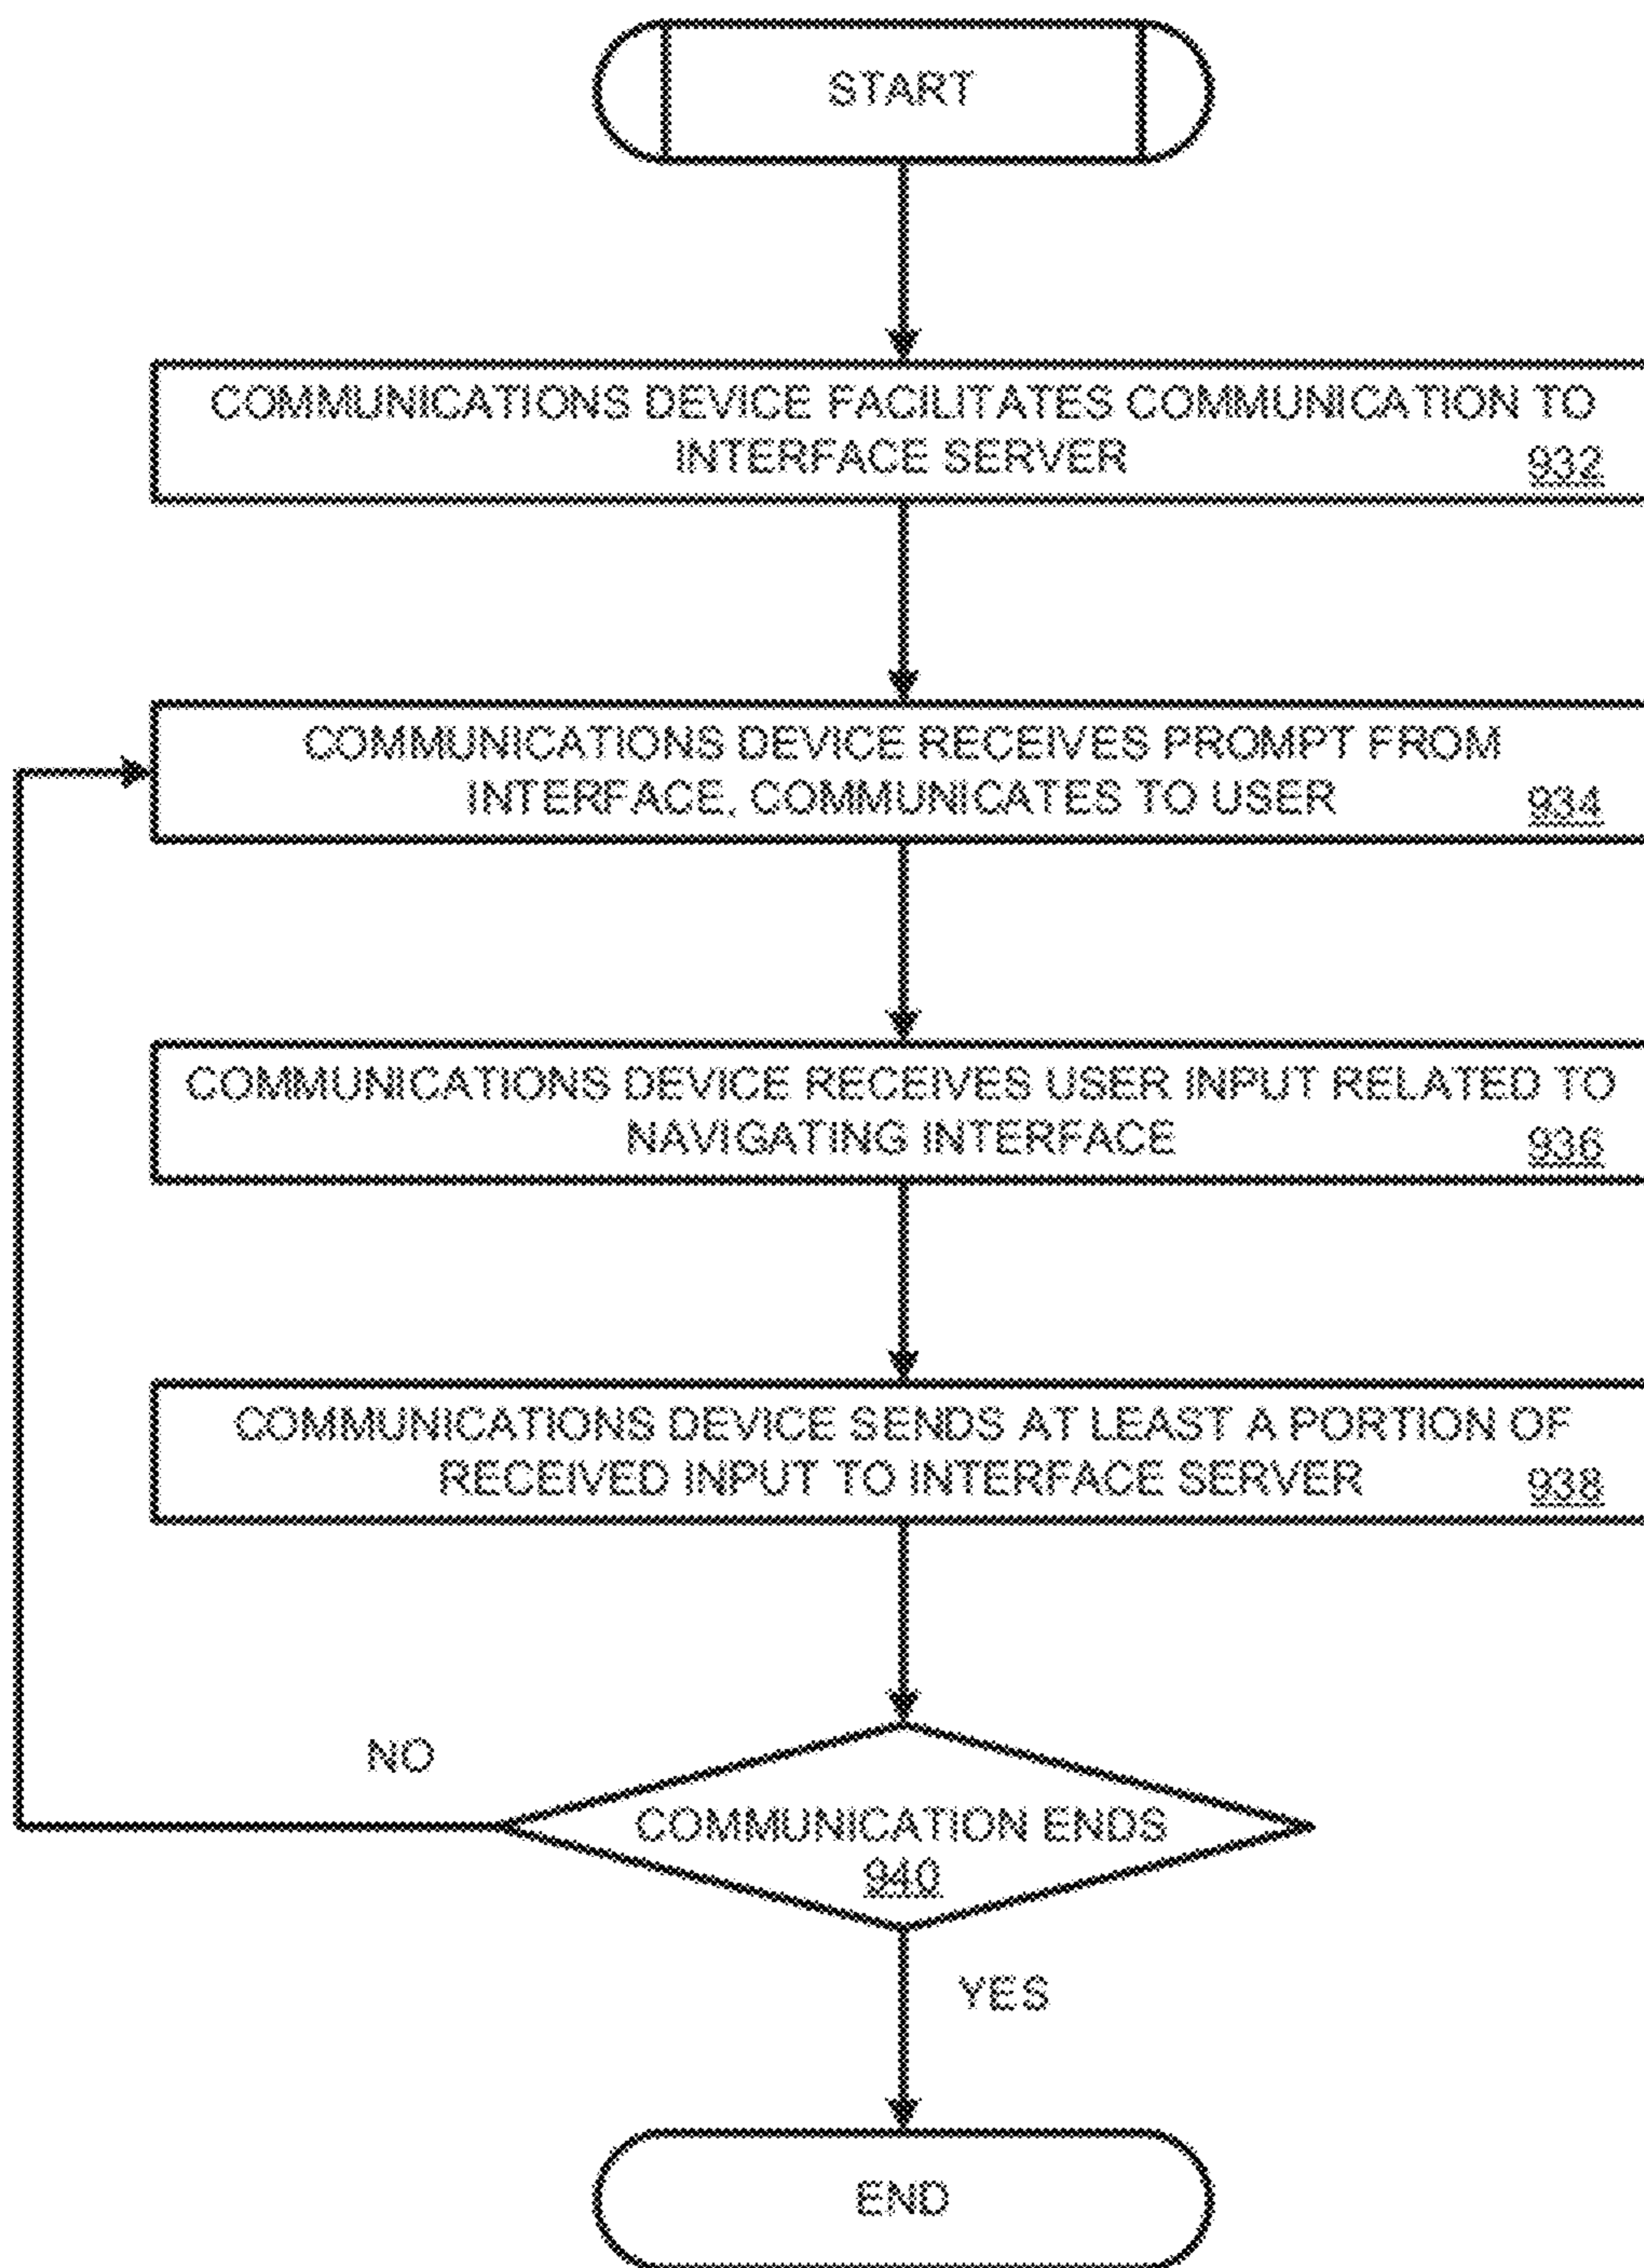 START
COMMUNICATIONS DEVICE FACILITATES COMMUNICATION TO
INTERFACE SERVER 932
COMMUNICATIONS DEVICE RECEIVES PROMPT FROM
INTERFACE, COMMUNICATES TO USER 934
COMMUNICATIONS DEVICE RECEIVES USER INPUT RELATED TO
NAVIGATING INTERFACE 936
COMMUNICATIONS DEVICE SENDS AT LEAST A PORTION OF
RECEIVED INPUT TO INTERFACE SERVER 938
NO
COMMUNICATION ENDS
940
YES
END